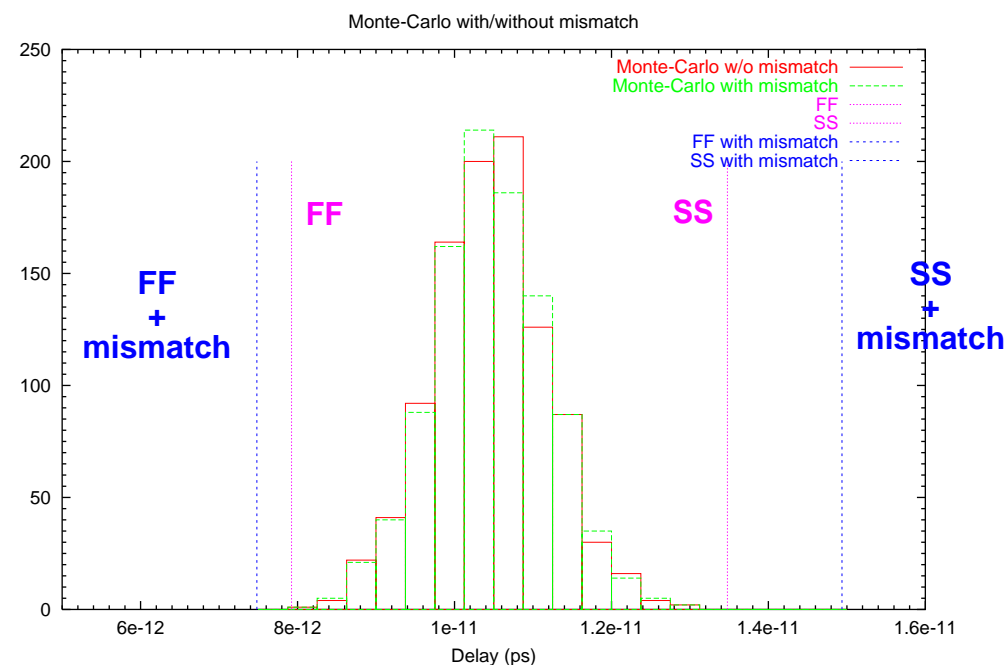 Monte-Carlo with/without mismatch
250
200
150
100
50
0
Monte-Carlo w/o mismatch
Monte-Carlo with mismatch
FF
SS
FF with mismatch
SS with mismatch
FF
SS
FF
+
mismatch
SS
+
mismatch
6e-12
8e-12
1e-11
1.2e-11
1.4e-11
1.6e-11
Delay (ps)